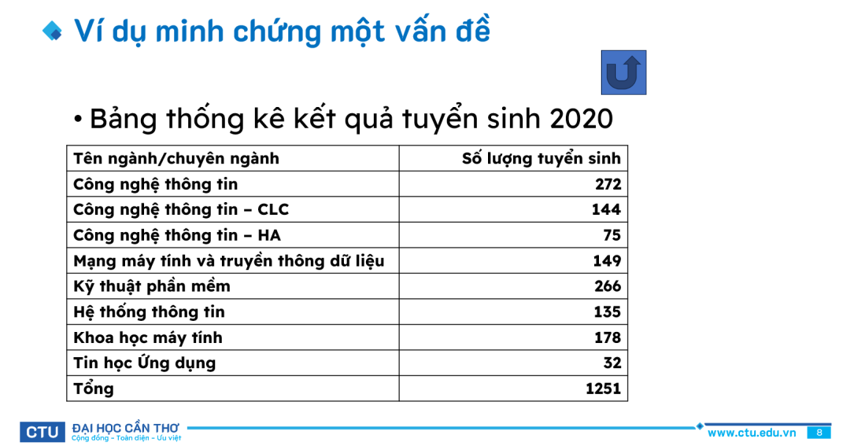 Ví dụ minh chứng một vấn đề
• Bảng thống kê kết quả tuyển sinh 2020
Tên ngành/chuyên ngành Số lượng tuyển sinh
Công nghệ thông tin 272
Công nghệ thông tin – CLC 144
Công nghệ thông tin – HA 75
Mạng máy tính và truyền thông dữ liệu 149
Kỹ thuật phần mềm 266
Hệ thống thông tin 135
Khoa học máy tính 178
Tin học Ứng dụng 32
Tổng 1251
CTU ĐẠI HỌC CẦN THƠ
Cộng đồng – Toàn diện – Ưu việt
www.ctu.edu.vn 8